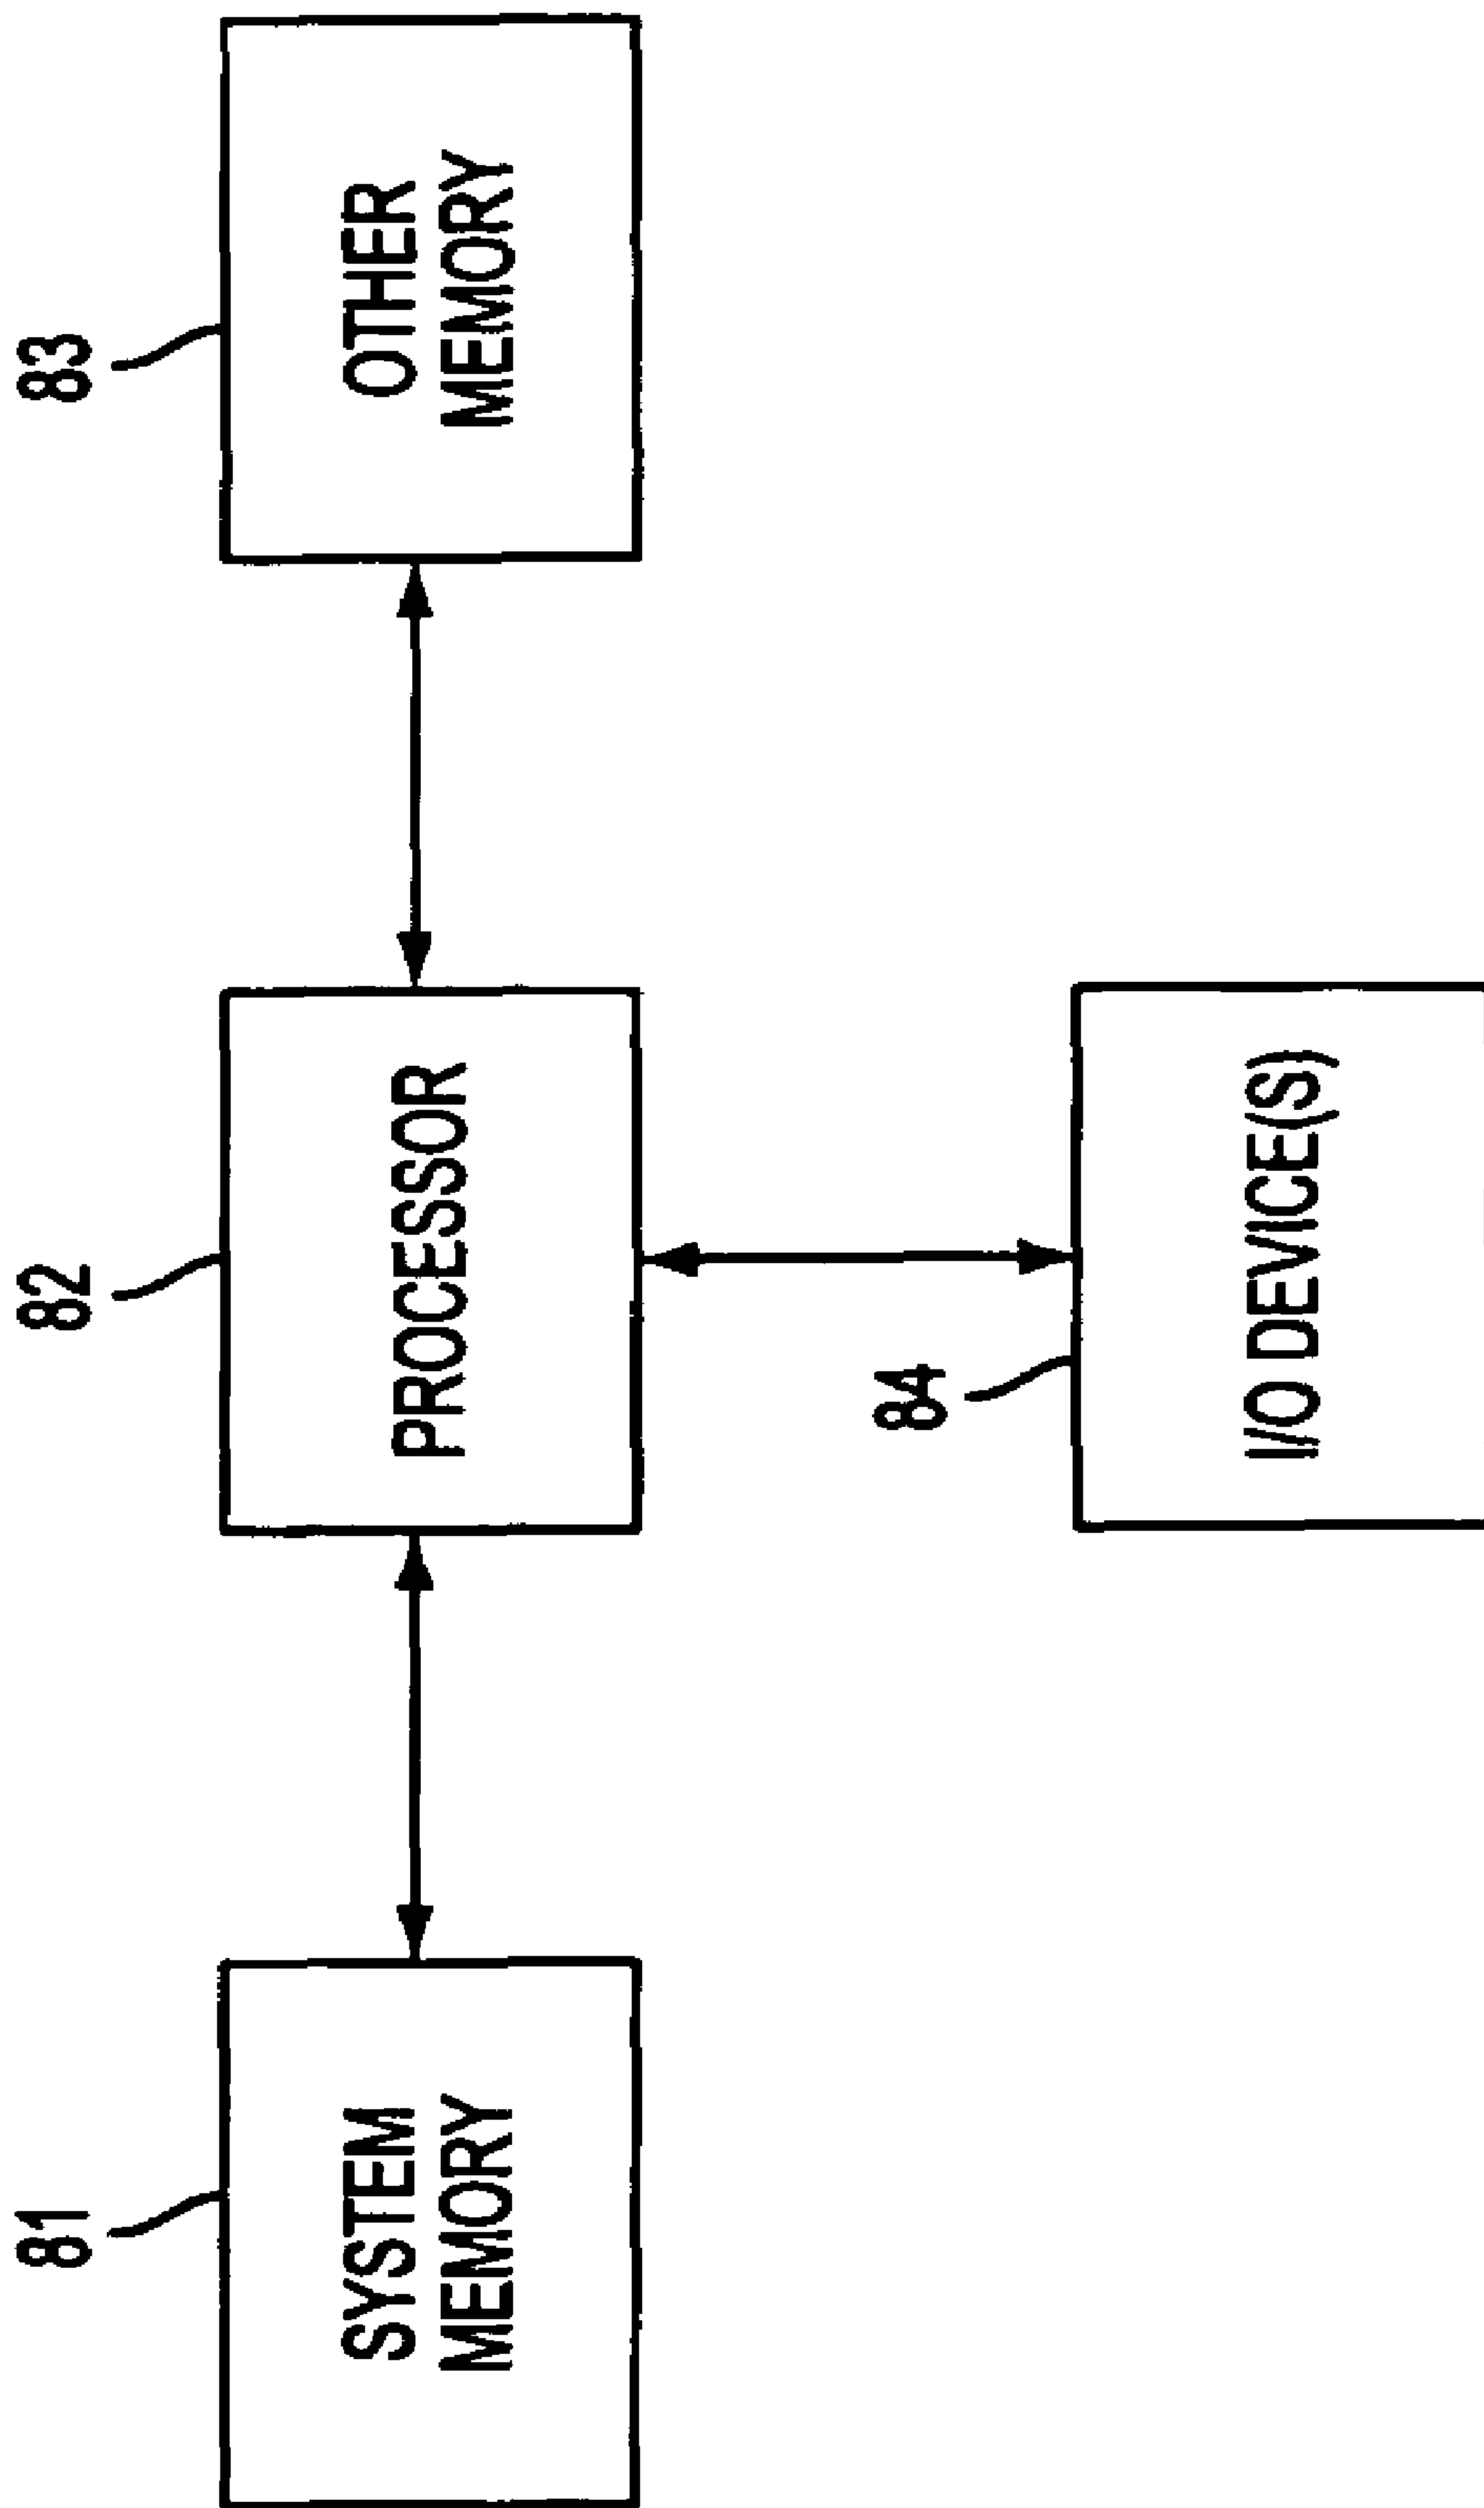 81
82
83
SYSTEM
MEMORY
PROCESSOR
OTHER
MEMORY
84
I/O DEVICE(S)